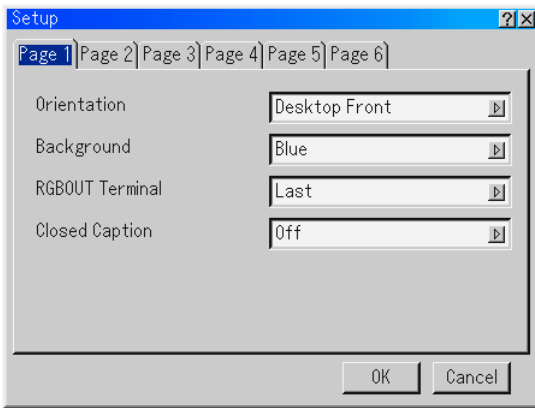 Setup ? ×
Page 1 Page 2 Page 3 Page 4 Page 5 Page 6
Orientation Desktop Front
Background Blue
RGBOUT Terminal Last
Closed Caption Off
OK Cancel